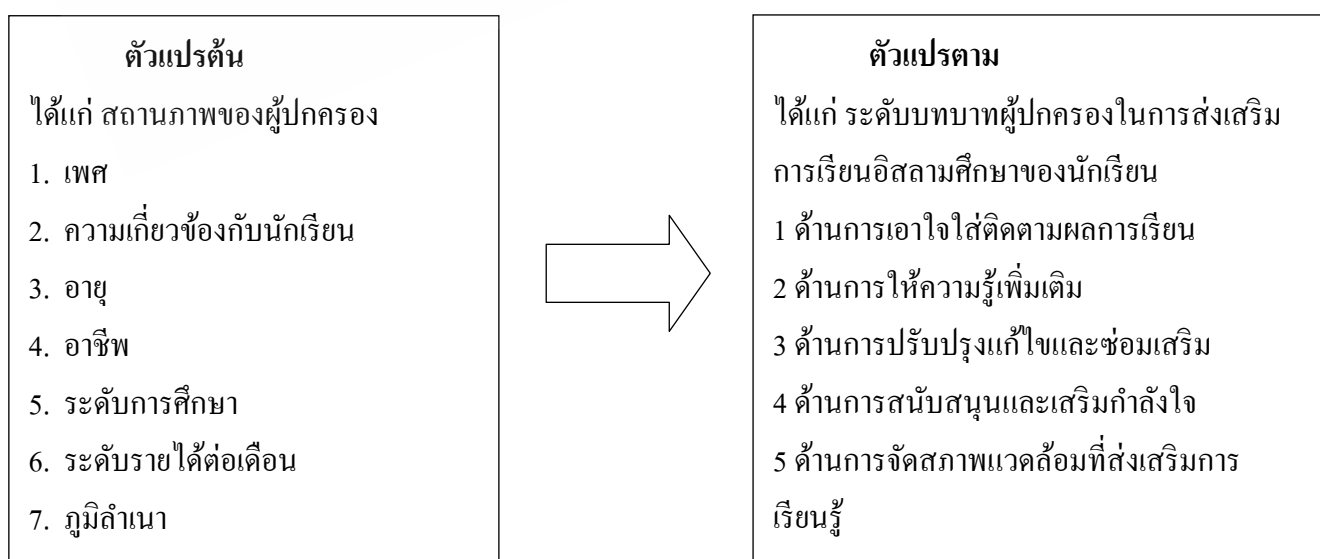 ตัวแปรต้น
ได้แก่ สถานภาพของผู้ปกครอง
1. เพศ
2. ความเกี่ยวข้องกับนักเรียน
3. อายุ
4. อาชีพ
5. ระดับการศึกษา
6. ระดับรายได้ต่อเดือน
7. ภูมิลำเนา
ตัวแปรตาม
ได้แก่ ระดับบทบาทผู้ปกครองในการส่งเสริม
การเรียนอิสลามศึกษาของนักเรียน
1 ด้านการเอาใจใส่ติดตามผลการเรียน
2 ด้านการให้ความรู้เพิ่มเติม
3 ด้านการปรับปรุงแก้ไขและซ่อมเสริม
4 ด้านการสนับสนุนและเสริมกำลังใจ
5 ด้านการจัดสภาพแวดล้อมที่ส่งเสริมการ
เรียนรู้